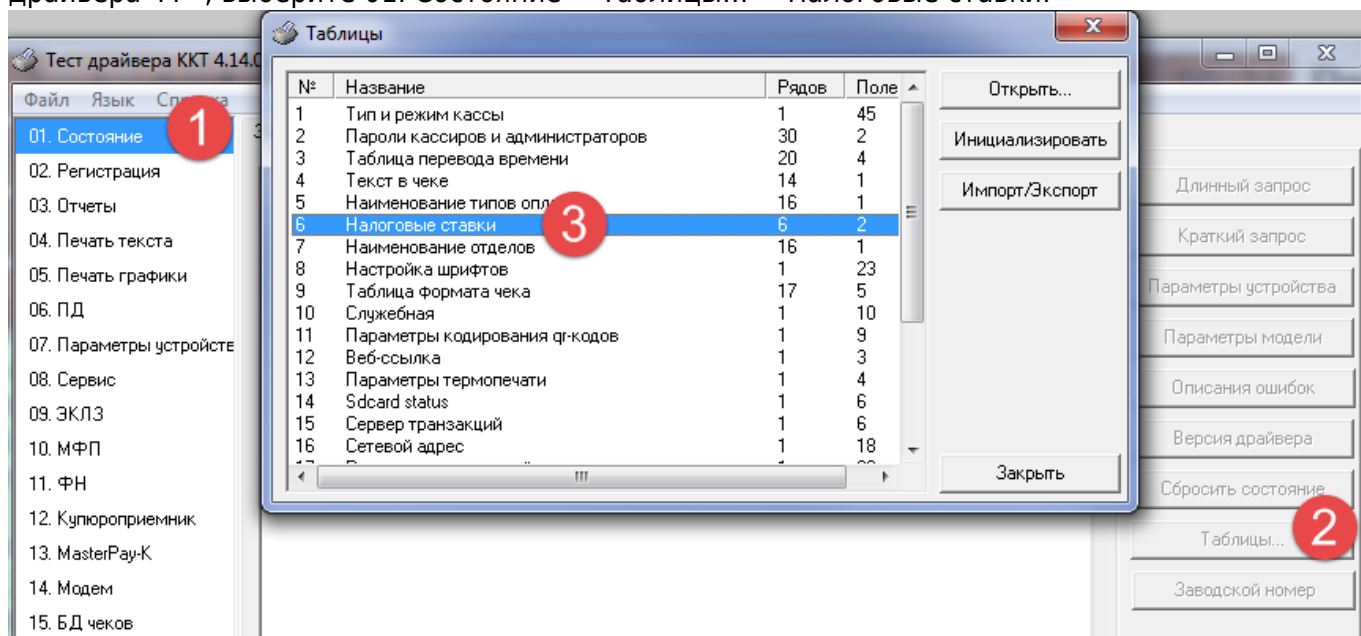 выберите 01. Состояние
Таблицы...
Налоговые ставки.
Таблицы
Тест драйвера ККТ 4.14.
Файл Язык
1
01. Состояние
02. Регистрация
03. Отчеты
04. Печать текста
05. Печать графики
06. ПД
07. Параметры устройств
08. Сервис
09. ЭКЛЗ
10. МФП
11. ФН
12. Купюроприемник
13. MasterPay-K
14. Модем
15. БД чеков
№ Название Рядов Поле
1 Тип и режим кассы 1 45
2 Пароли кассиров и администраторов 30 2
3 Таблица перевода времени 20 4
4 Текст в чеке 14 1
5 Наименование типов 16 1
6 Налоговые ставки 6 2
3
7 Наименование отделов 16 1
8 Настройка шрифтов 1 23
9 Таблица формата чека 17 5
10 Служебная 1 10
11 Параметры кодирования qr-кодов 1 9
12 Веб-ссылка 1 3
13 Параметры термопечати 1 4
14 Sdcard status 1 6
15 Сервер транзакций 1 6
16 Сетевой адрес 1 18
Открыть...
Инициализировать
Импорт/Экспорт
Закрыть
Длинный запрос
Краткий запрос
Параметры устройства
Параметры модели
Описания ошибок
Версия драйвера
Сбросить состояние
Таблицы...
2
Заводской номер